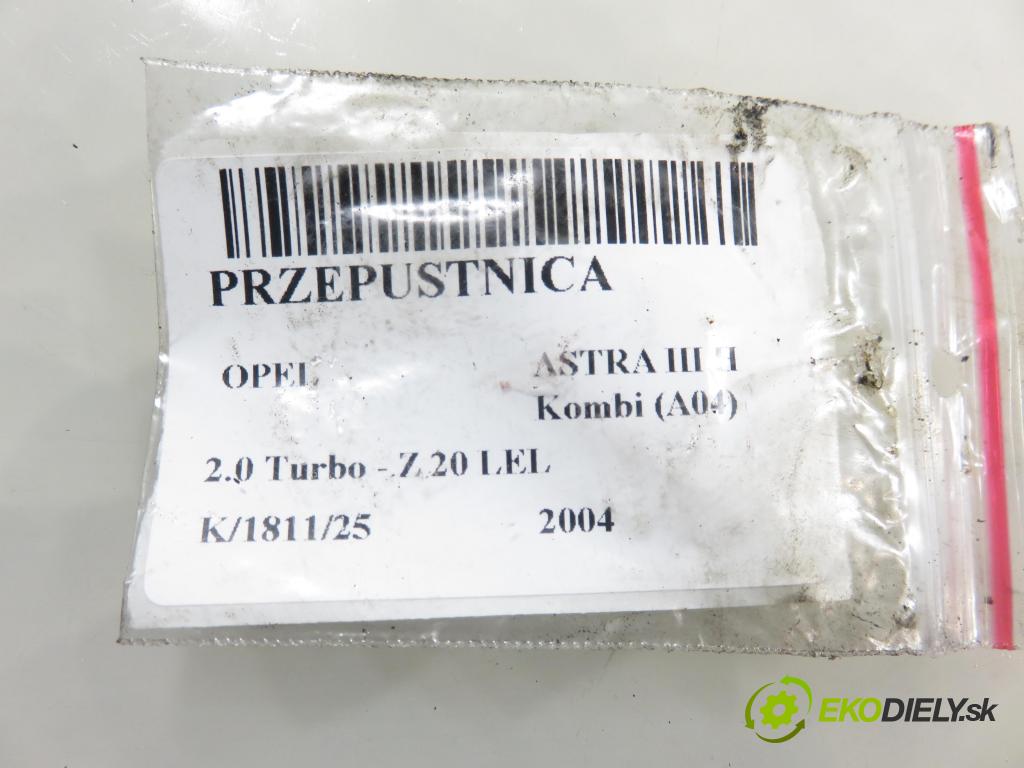 PRZEPUSTNICA
OPEL ASTRA III H
Kombi (A04)
2.0 Turbo - Z 20 LEL
K/1811/25 2004
EKODIELY.sk